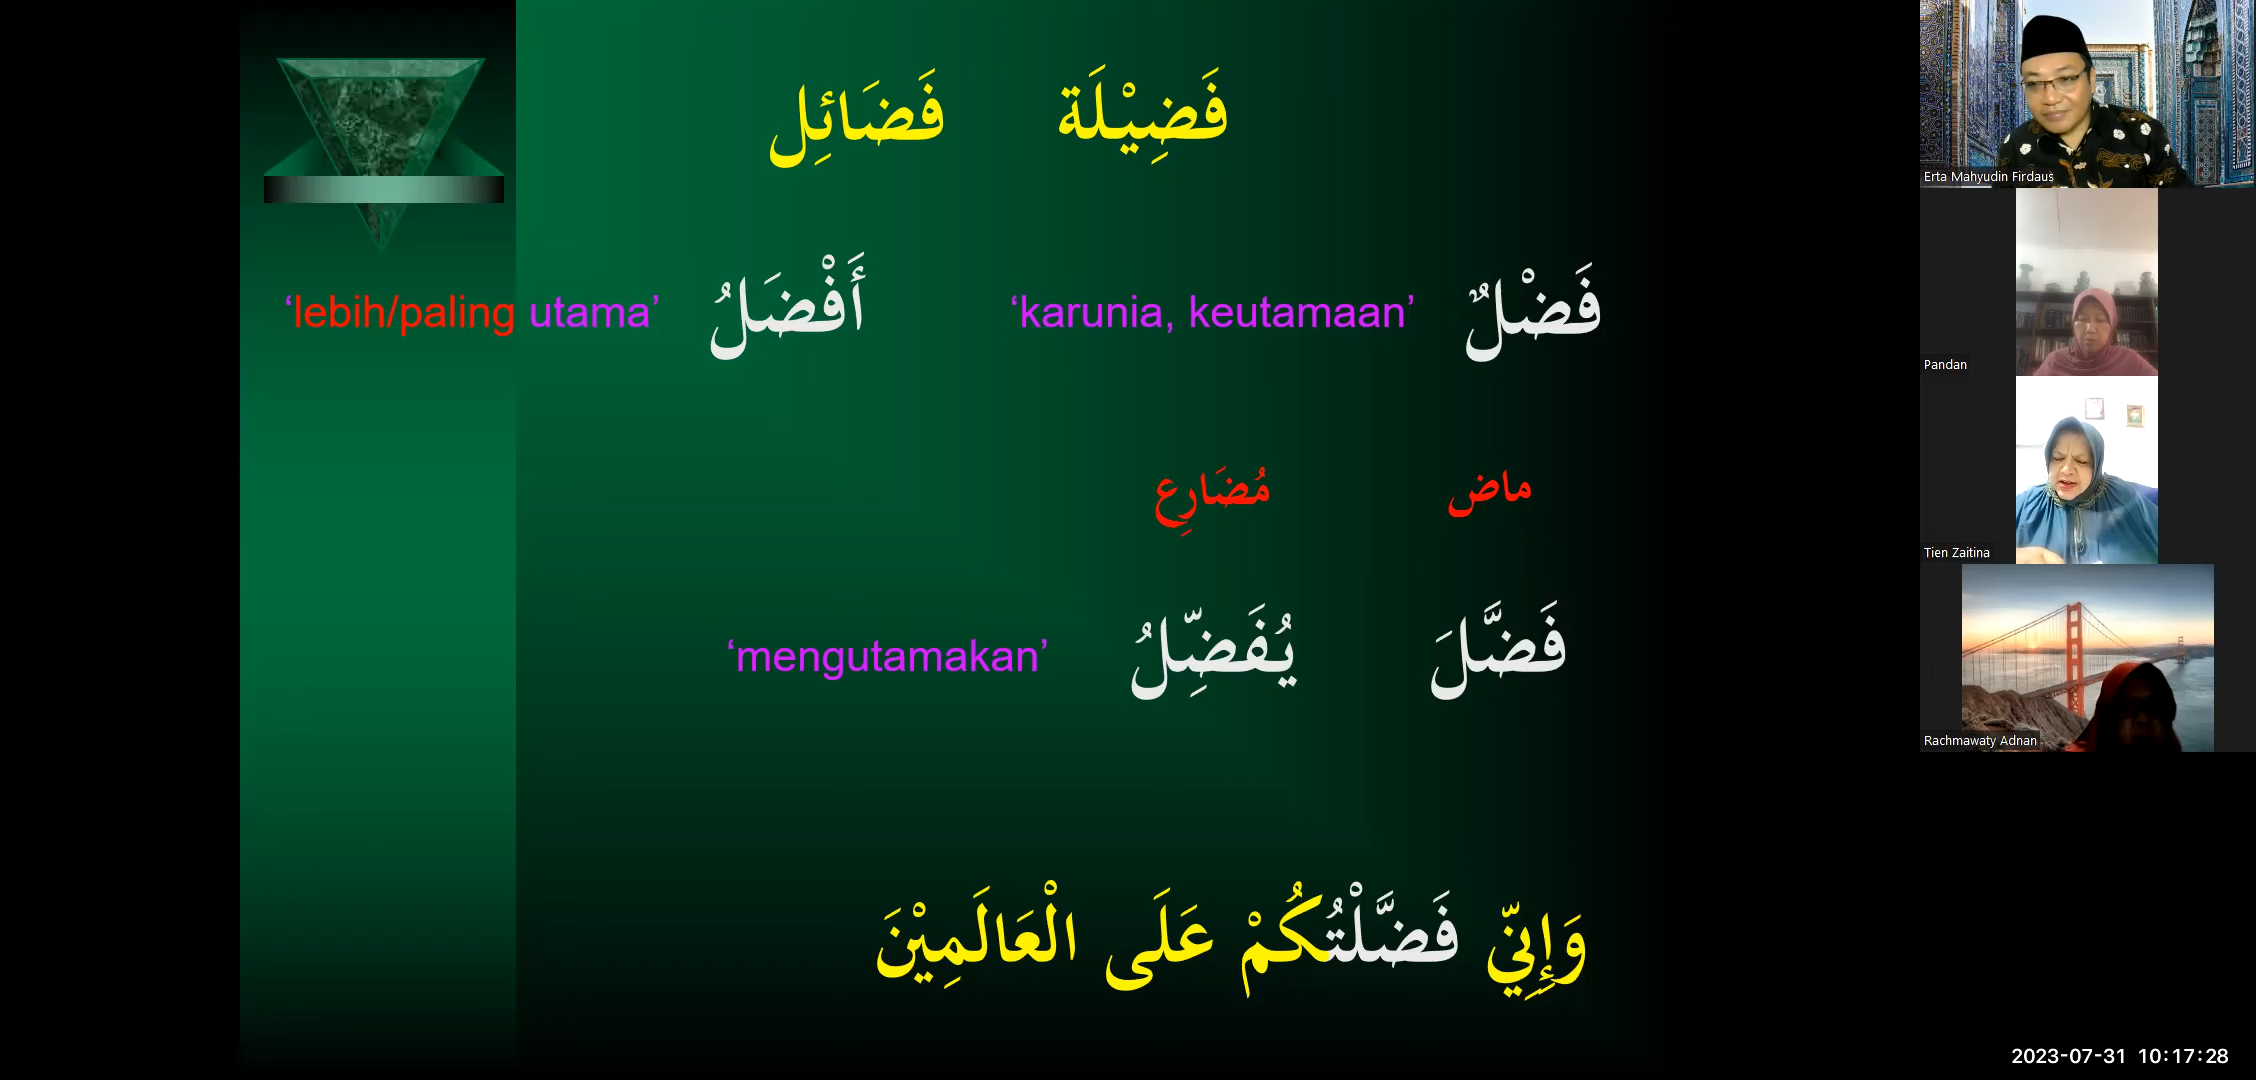 فَضِيْلَة فَضَائِل
فَضْلٌ ‘karunia, keutamaan’ أَفْضَلُ ‘lebih/paling utama’
ماض مُضَارِع
فَضَّلَ يُفَضِّلُ ‘mengutamakan’
وَإِنِّي فَضَّلْتُكُمْ عَلَى الْعَالَمِيْنَ
Erta Mahyudin Firdaus
Pandan
Tien Zaitina
Rachmawaty Adnan
2023-07-31 10:17:28